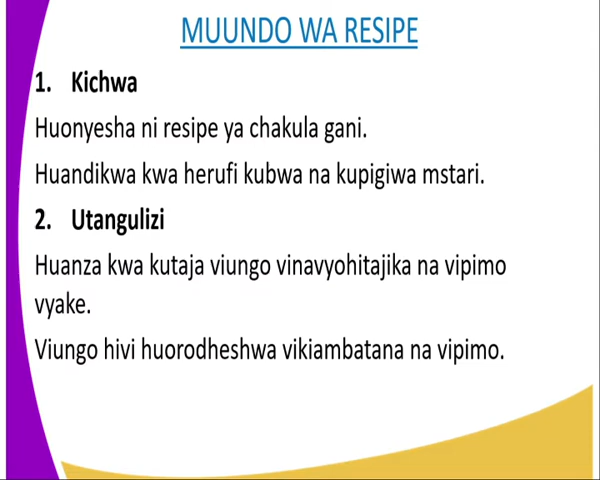 MUUNDO WA RESIPE
1. Kichwa
Huonyesha ni resipe ya chakula gani.
Huandikwa kwa herufi kubwa na kupigiwa mstari.
2. Utangulizi
Huanza kwa kutaja viungo vinavyohitajika na vipimo
vyake.
Viungo hivi huorodheshwa vikiambatana na vipimo.